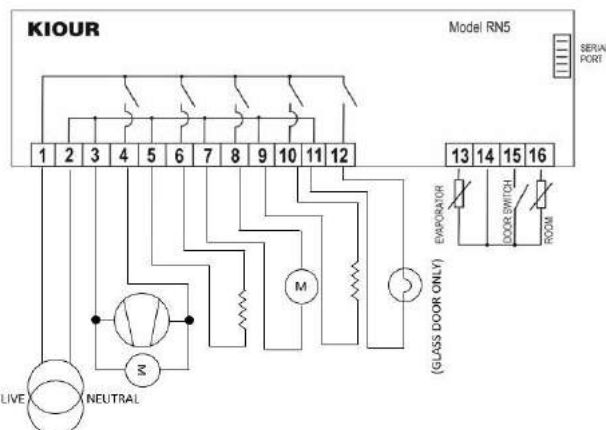 KIOUR
Model RN5
SERIAL
PORT
1 2 3 4 5 6 7 8 9 10 11 12
13 14 15 16
EVAPORATOR
DOOR SWITCH
ROOM
M
M
(GLASS DOOR ONLY)
LIVE
NEUTRAL